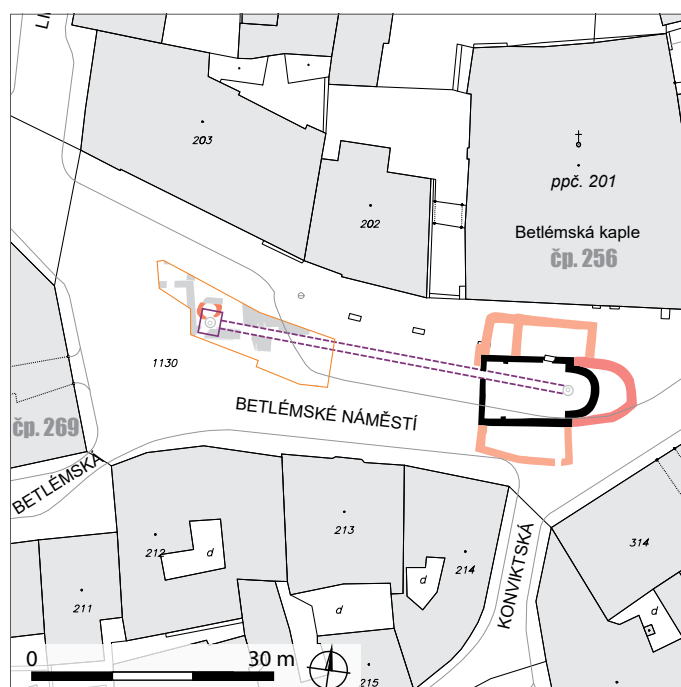 203
202
ppč. 201
Betlémská kaple
čp. 256
1130
BETLÉMSKÉ NÁMĚSTÍ
čp. 269
BETLÉMSKÁ
213
212
d
214
d
KONVIKTSKÁ
314
211
d
d
0
30 m
215